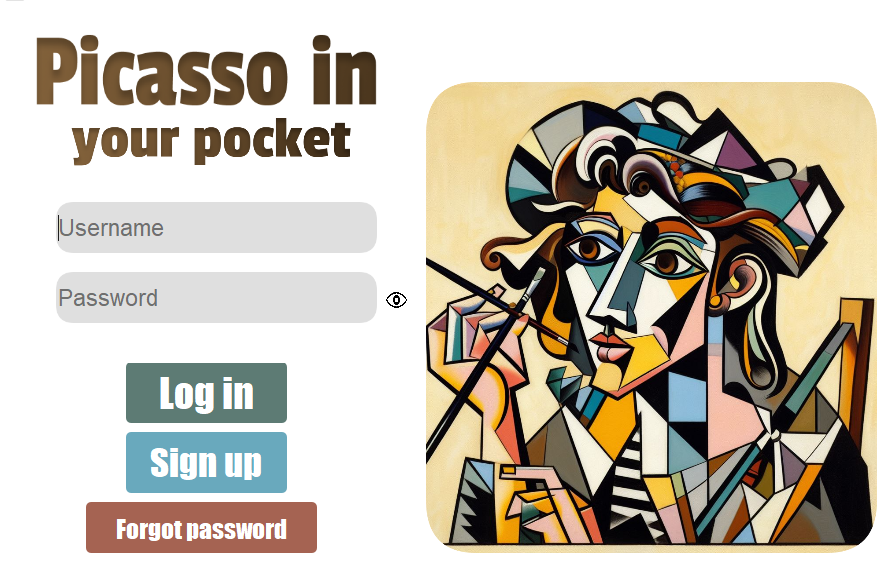 Picasso in
your pocket
Username
Password
Log in
Sign up
Forgot password